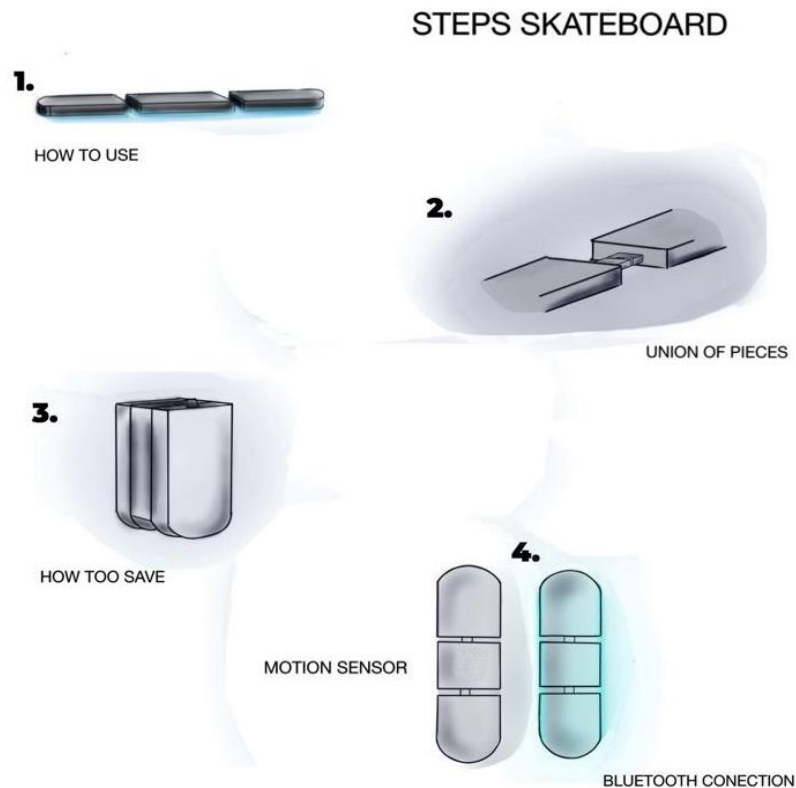 STEPS SKATEBOARD
1.
HOW TO USE
2.
UNION OF PIECES
3.
HOW TOO SAVE
4.
MOTION SENSOR
BLUETOOTH CONECTION